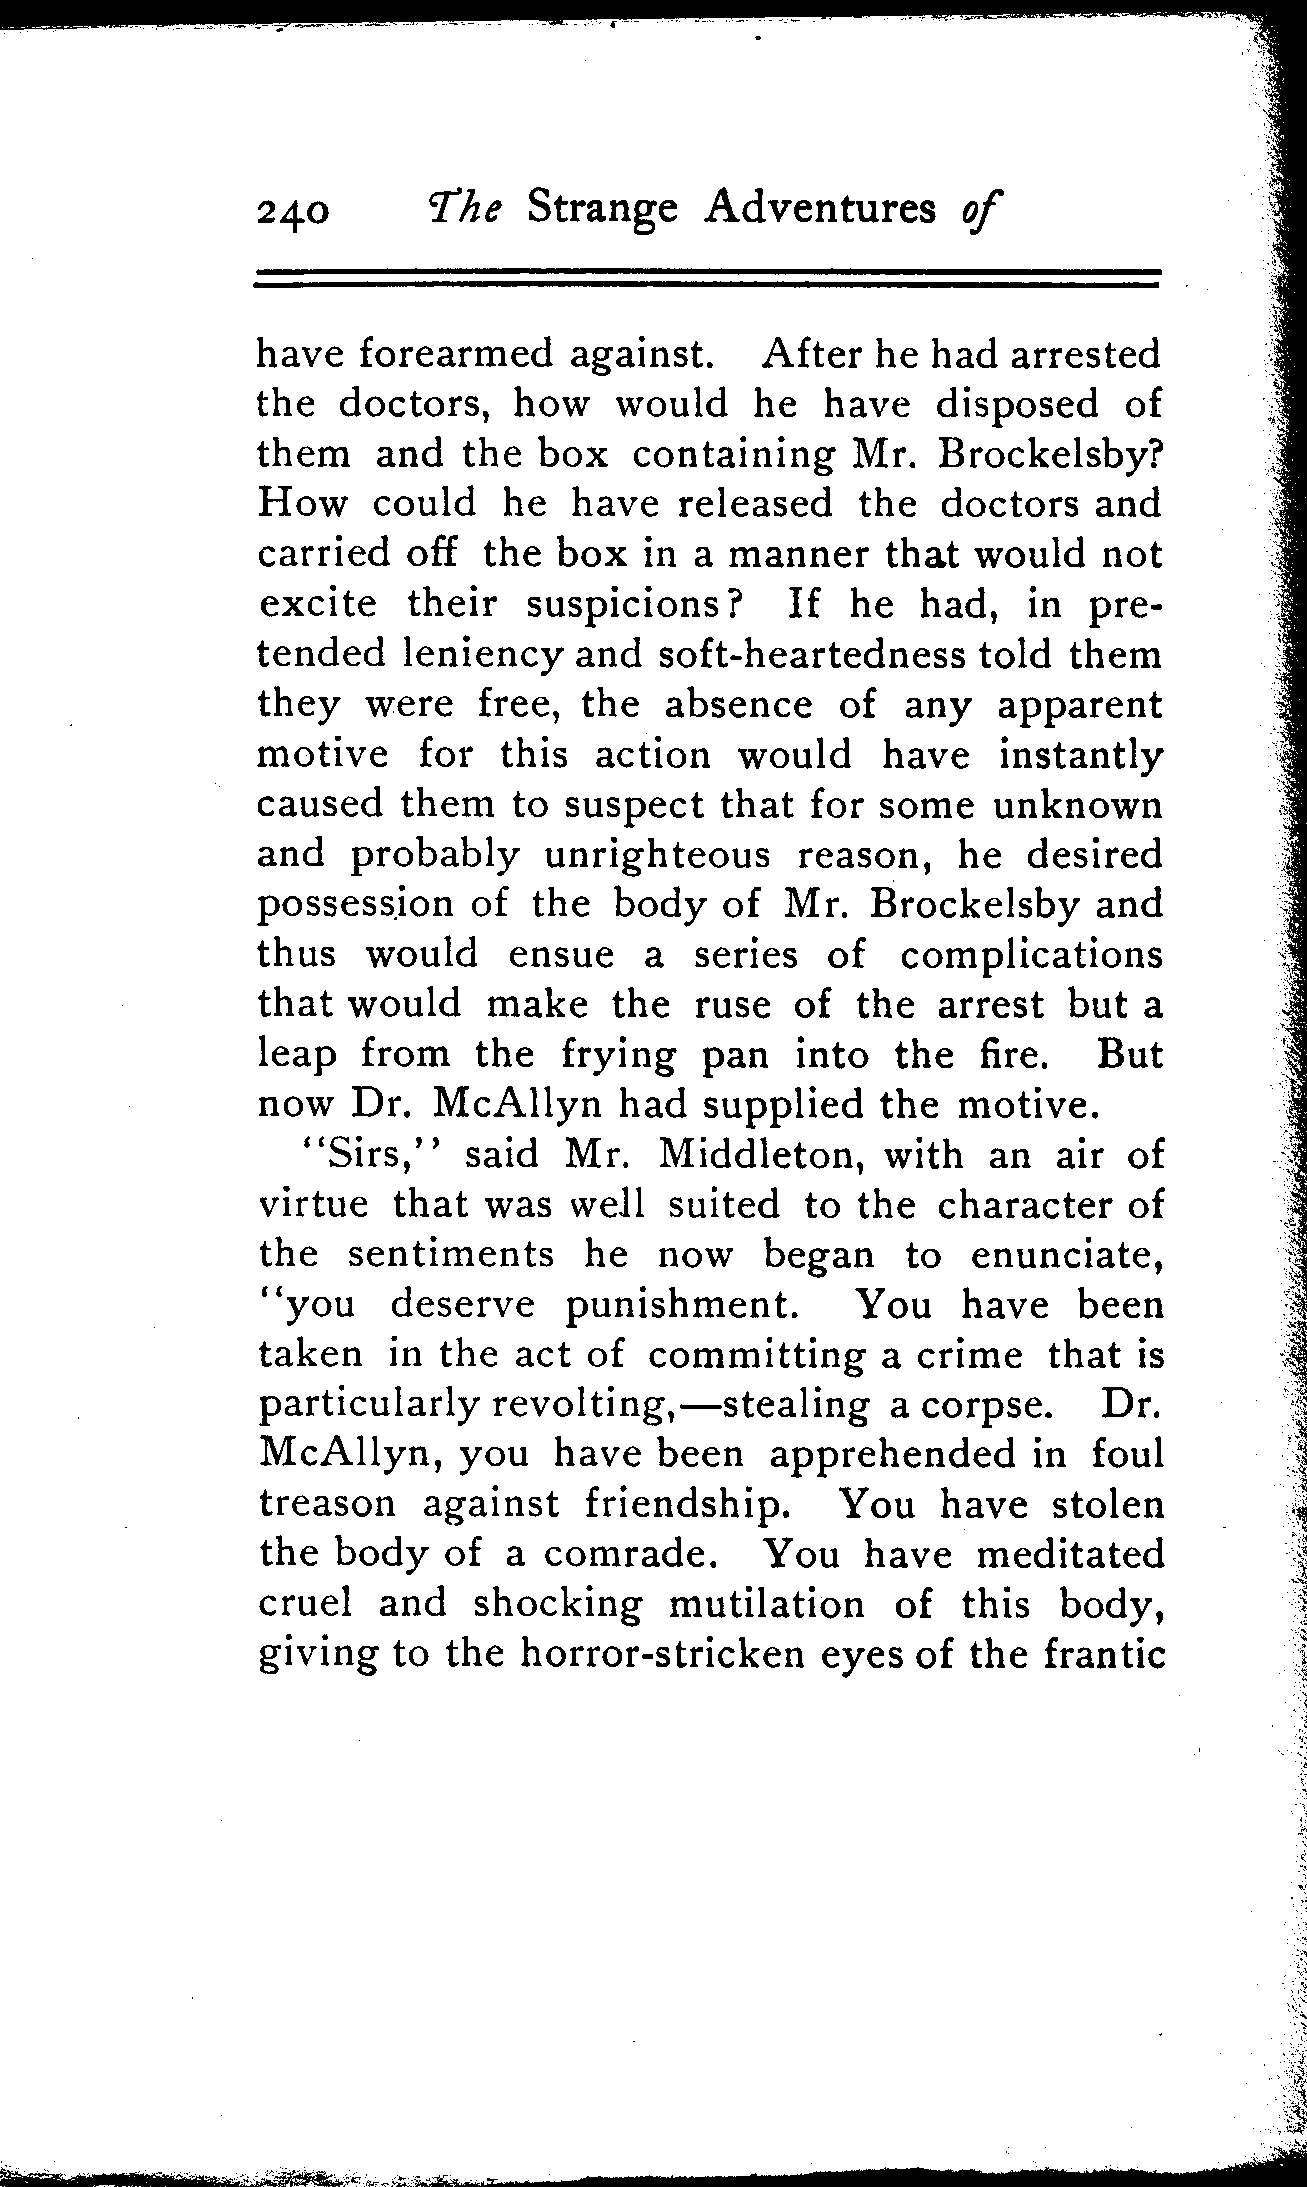 240 The Strange Adventures of
have forearmed against. After he had arrested
the doctors, how would he have disposed of
them and the box containing Mr. Brockelsby?
How could he have released the doctors and
carried off the box in a manner that would not
excite their suspicions? If he had, in pre-
tended leniency and soft-heartedness told them
they were free, the absence of any apparent
motive for this action would have instantly
caused them to suspect that for some unknown
and probably unrighteous reason, he desired
possession of the body of Mr. Brockelsby and
thus would ensue a series of complications
that would make the ruse of the arrest but a
leap from the frying pan into the fire. But
now Dr. McAllyn had supplied the motive.
"Sirs," said Mr. Middleton, with an air of
virtue that was well suited to the character of
the sentiments he now began to enunciate,
"you deserve punishment. You have been
taken in the act of committing a crime that is
particularly revolting,—stealing a corpse. Dr.
McAllyn, you have been apprehended in foul
treason against friendship. You have stolen
the body of a comrade. You have meditated
cruel and shocking mutilation of this body,
giving to the horror-stricken eyes of the frantic